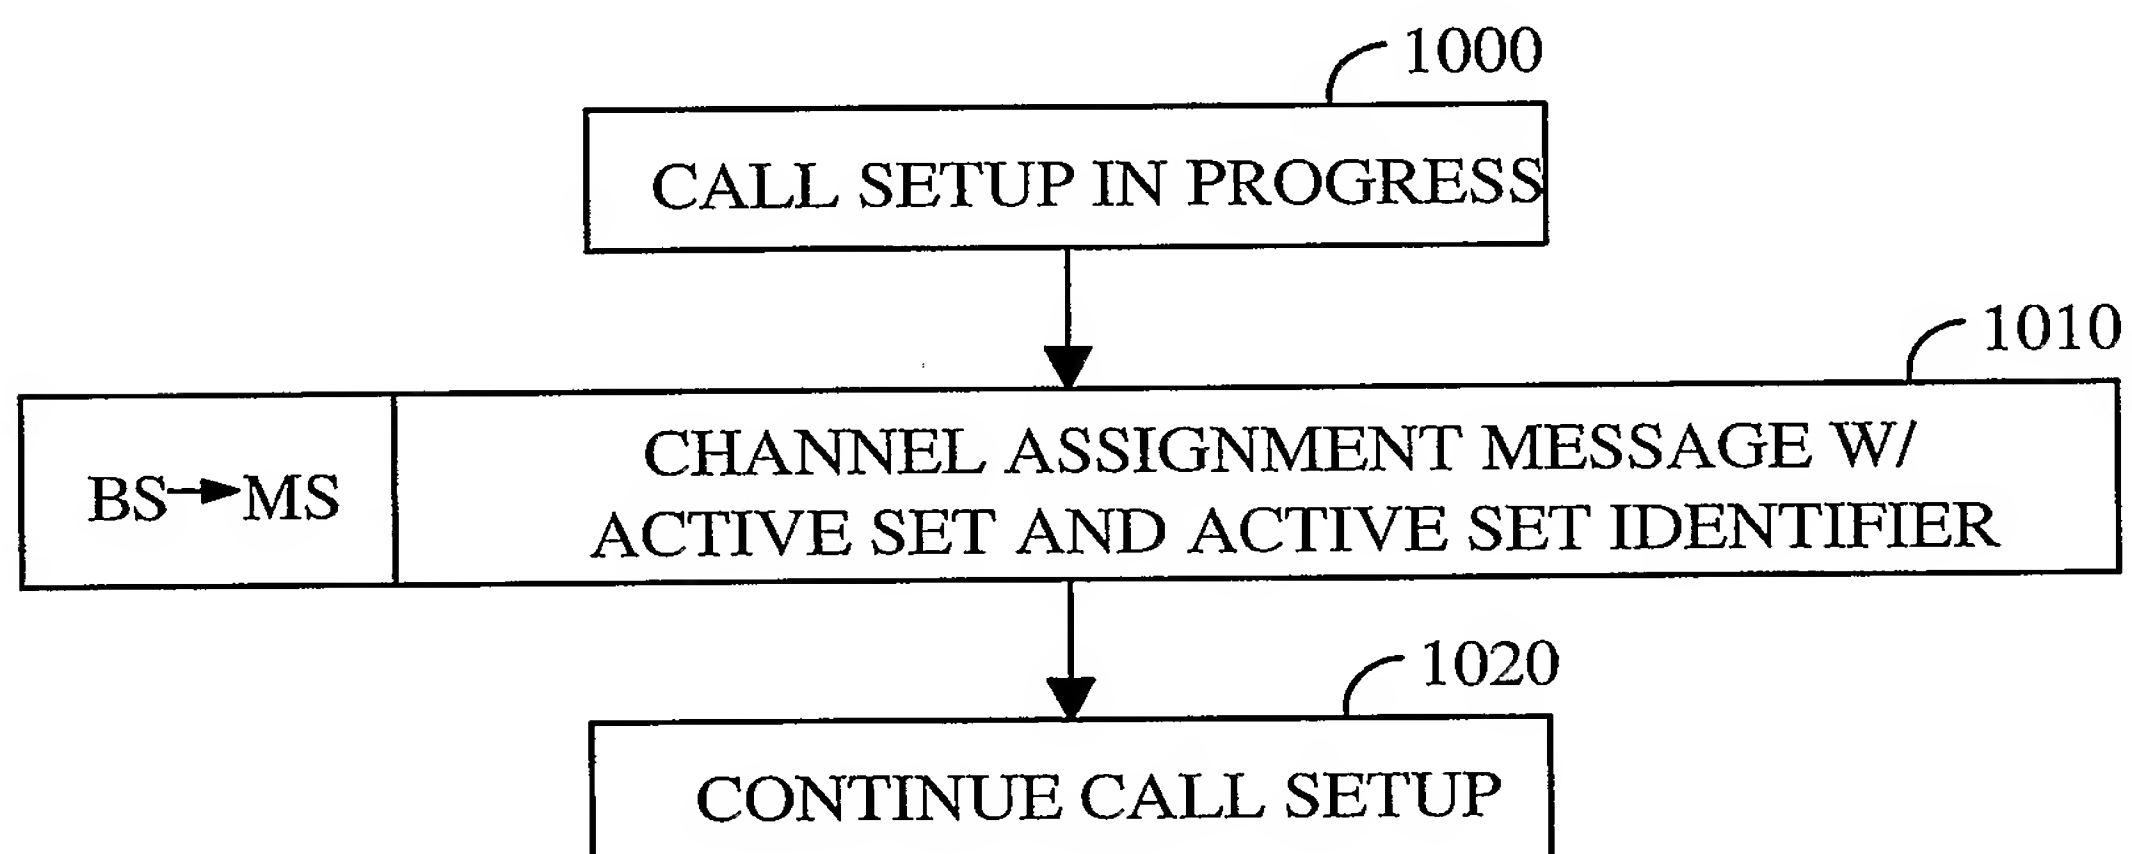 1000
CALL SETUP IN PROGRESS
1010
BS→MS
CHANNEL ASSIGNMENT MESSAGE W/
ACTIVE SET AND ACTIVE SET IDENTIFIER
1020
CONTINUE CALL SETUP